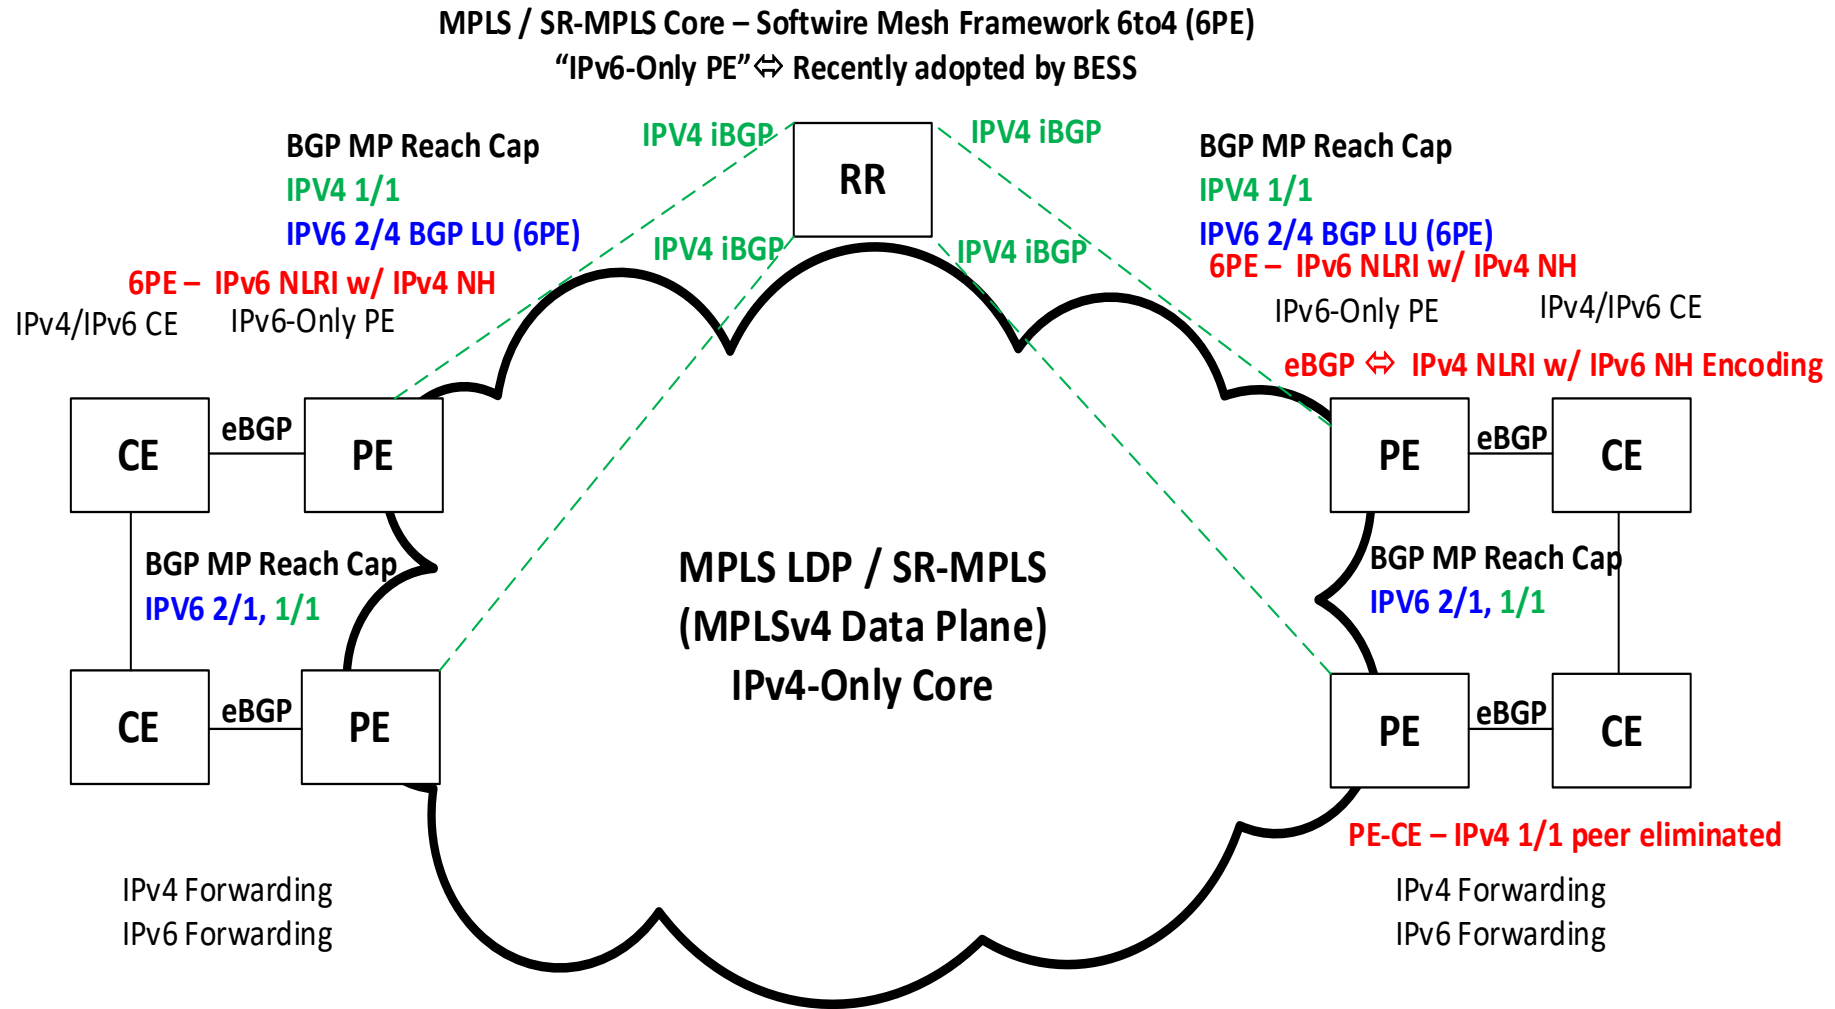 MPLS / SR-MPLS Core – Softwire Mesh Framework 6to4 (6PE)
“IPv6-Only PE” ⬄ Recently adopted by BESS
BGP MP Reach Cap
IPV4 1/1
IPV6 2/4 BGP LU (6PE)
6PE – IPv6 NLRI w/ IPv4 NH
IPv4/IPv6 CE
IPv6-Only PE
IPV4 iBGP
IPV4 iBGP
RR
IPV4 iBGP
IPV4 iBGP
BGP MP Reach Cap
IPV4 1/1
IPV6 2/4 BGP LU (6PE)
6PE – IPv6 NLRI w/ IPv4 NH
IPv6-Only PE
IPv4/IPv6 CE
eBGP ⬄ IPv4 NLRI w/ IPv6 NH Encoding
CE
eBGP
PE
PE
eBGP
CE
BGP MP Reach Cap
IPV6 2/1, 1/1
MPLS LDP / SR-MPLS
(MPLSv4 Data Plane)
IPv4-Only Core
BGP MP Reach Cap
IPV6 2/1, 1/1
CE
eBGP
PE
PE
eBGP
CE
PE-CE – IPv4 1/1 peer eliminated
IPv4 Forwarding
IPv6 Forwarding
IPv4 Forwarding
IPv6 Forwarding